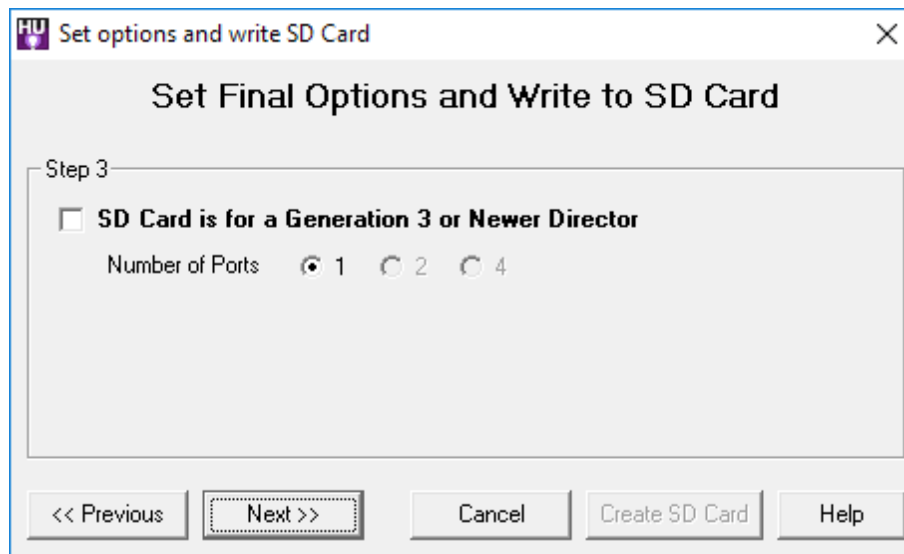 HU Set options and write SD Card
Set Final Options and Write to SD Card
Step 3
SD Card is for a Generation 3 or Newer Director
Number of Ports 1 2 4
<< Previous Next >> Cancel Create SD Card Help